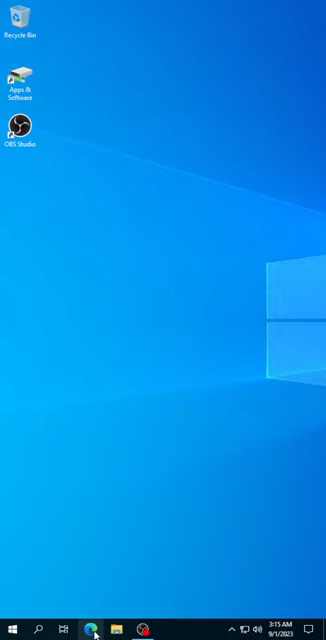 Recycle Bin
Apps &
Software
OBS Studio
3:15 AM
9/1/2023